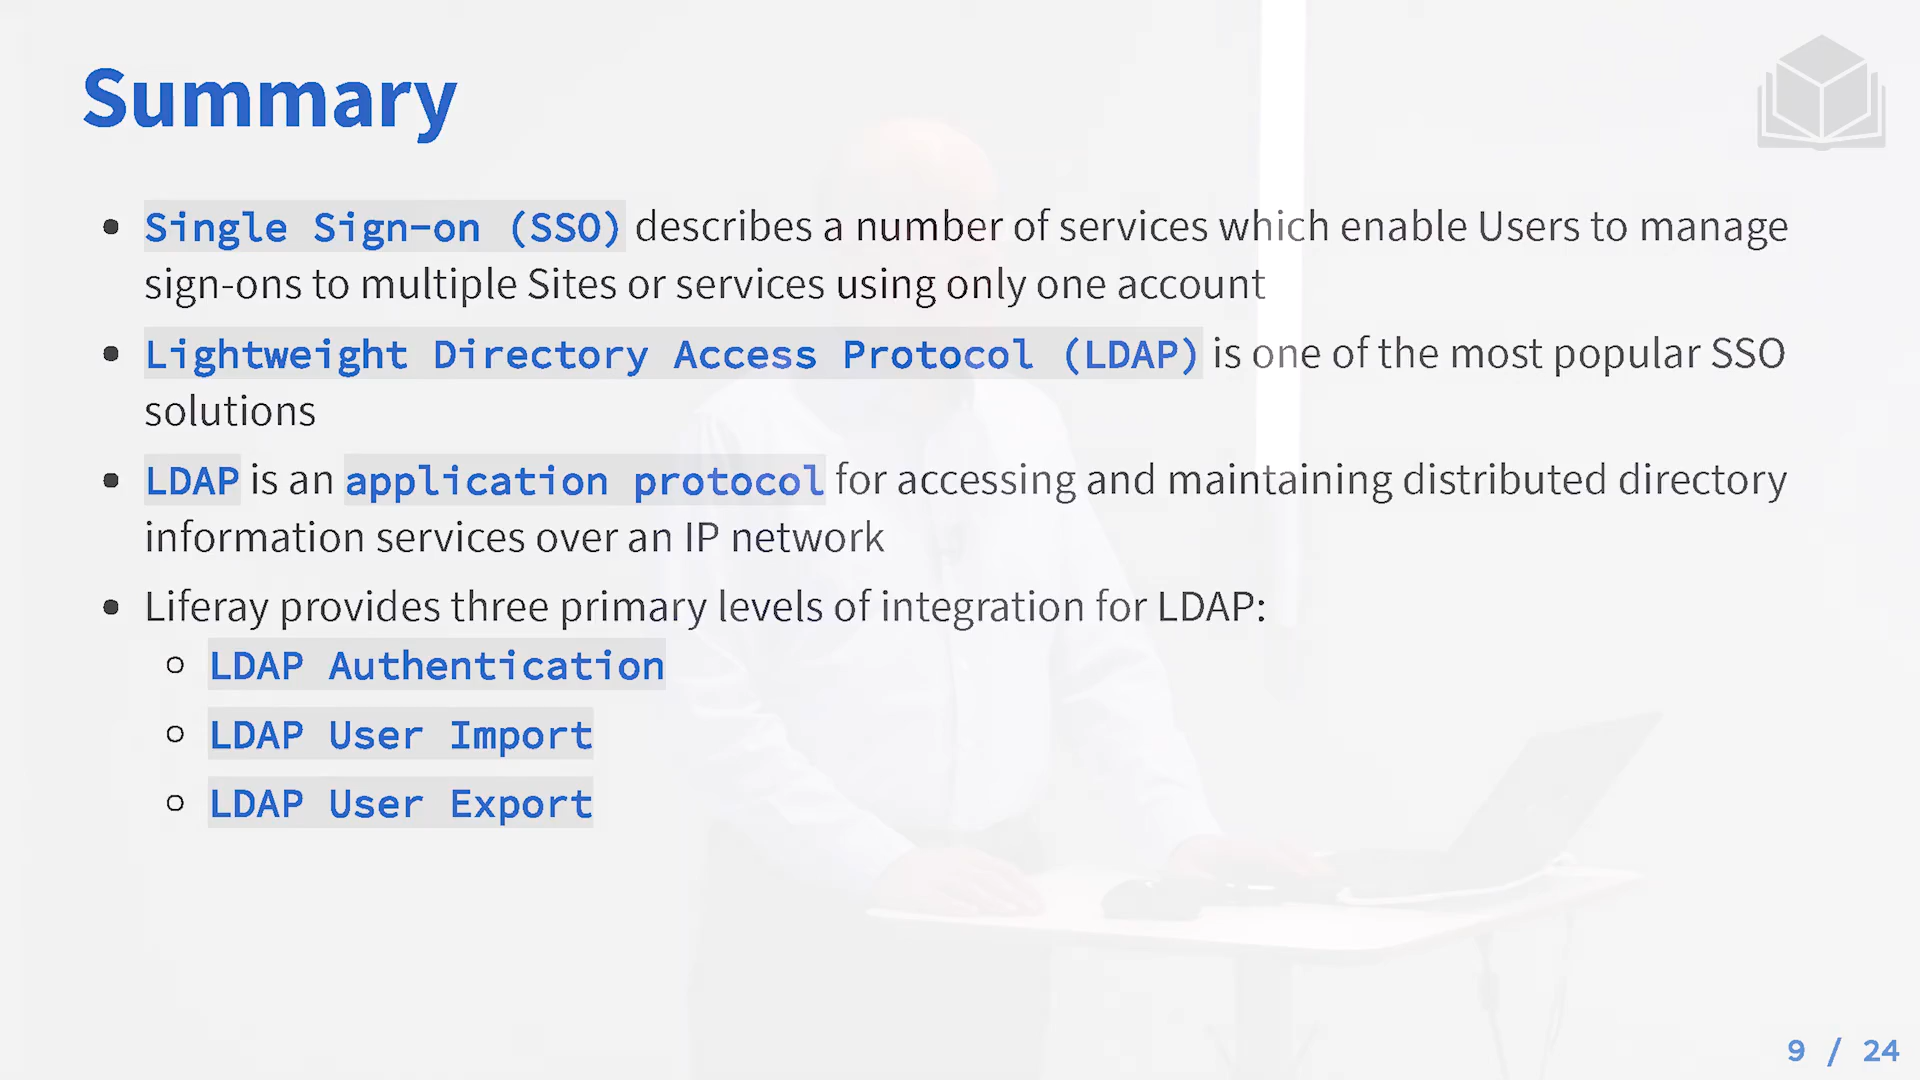 Summary
Single Sign-on (SSO) describes a number of services which enable Users to manage
sign-ons to multiple Sites or services using only one account
Lightweight Directory Access Protocol (LDAP) is one of the most popular SSO
solutions
LDAP is an application protocol for accessing and maintaining distributed directory
information services over an IP network
Liferay provides three primary levels of integration for LDAP:
LDAP Authentication
LDAP User Import
LDAP User Export
9 / 24